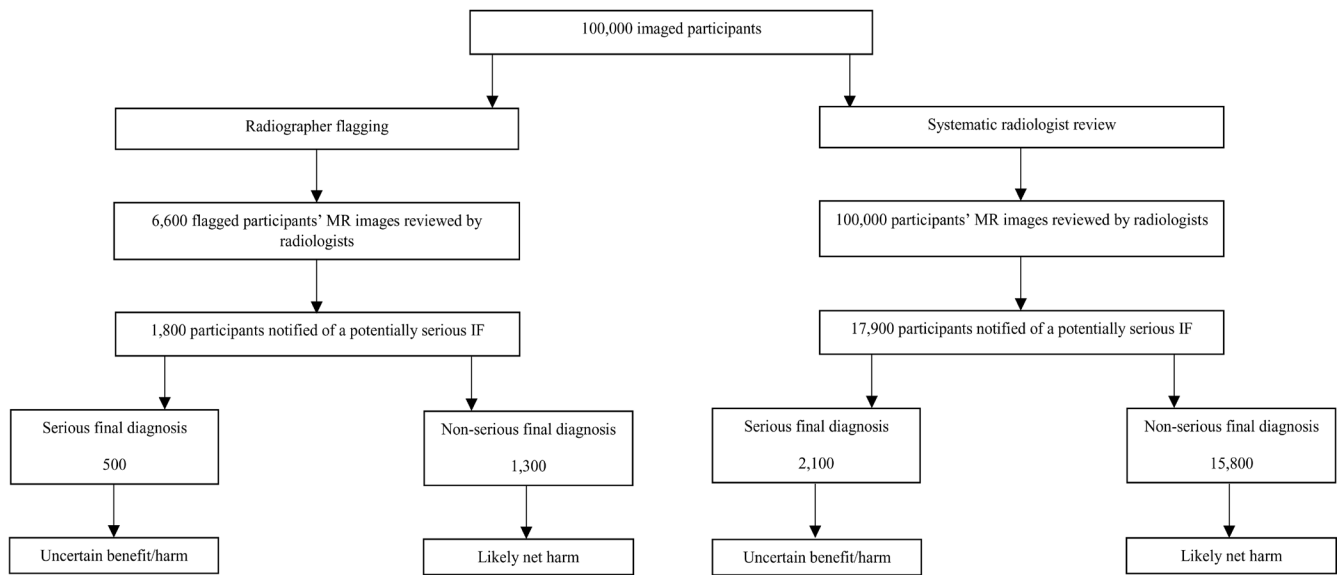 100,000 imaged participants
Radiographer flagging
Systematic radiologist review
6,600 flagged participants’ MR images reviewed by
radiologists
100,000 participants’ MR images reviewed by radiologists
1,800 participants notified of a potentially serious IF
17,900 participants notified of a potentially serious IF
Serious final diagnosis
500
Non-serious final diagnosis
1,300
Serious final diagnosis
2,100
Non-serious final diagnosis
15,800
Uncertain benefit/harm
Likely net harm
Uncertain benefit/harm
Likely net harm